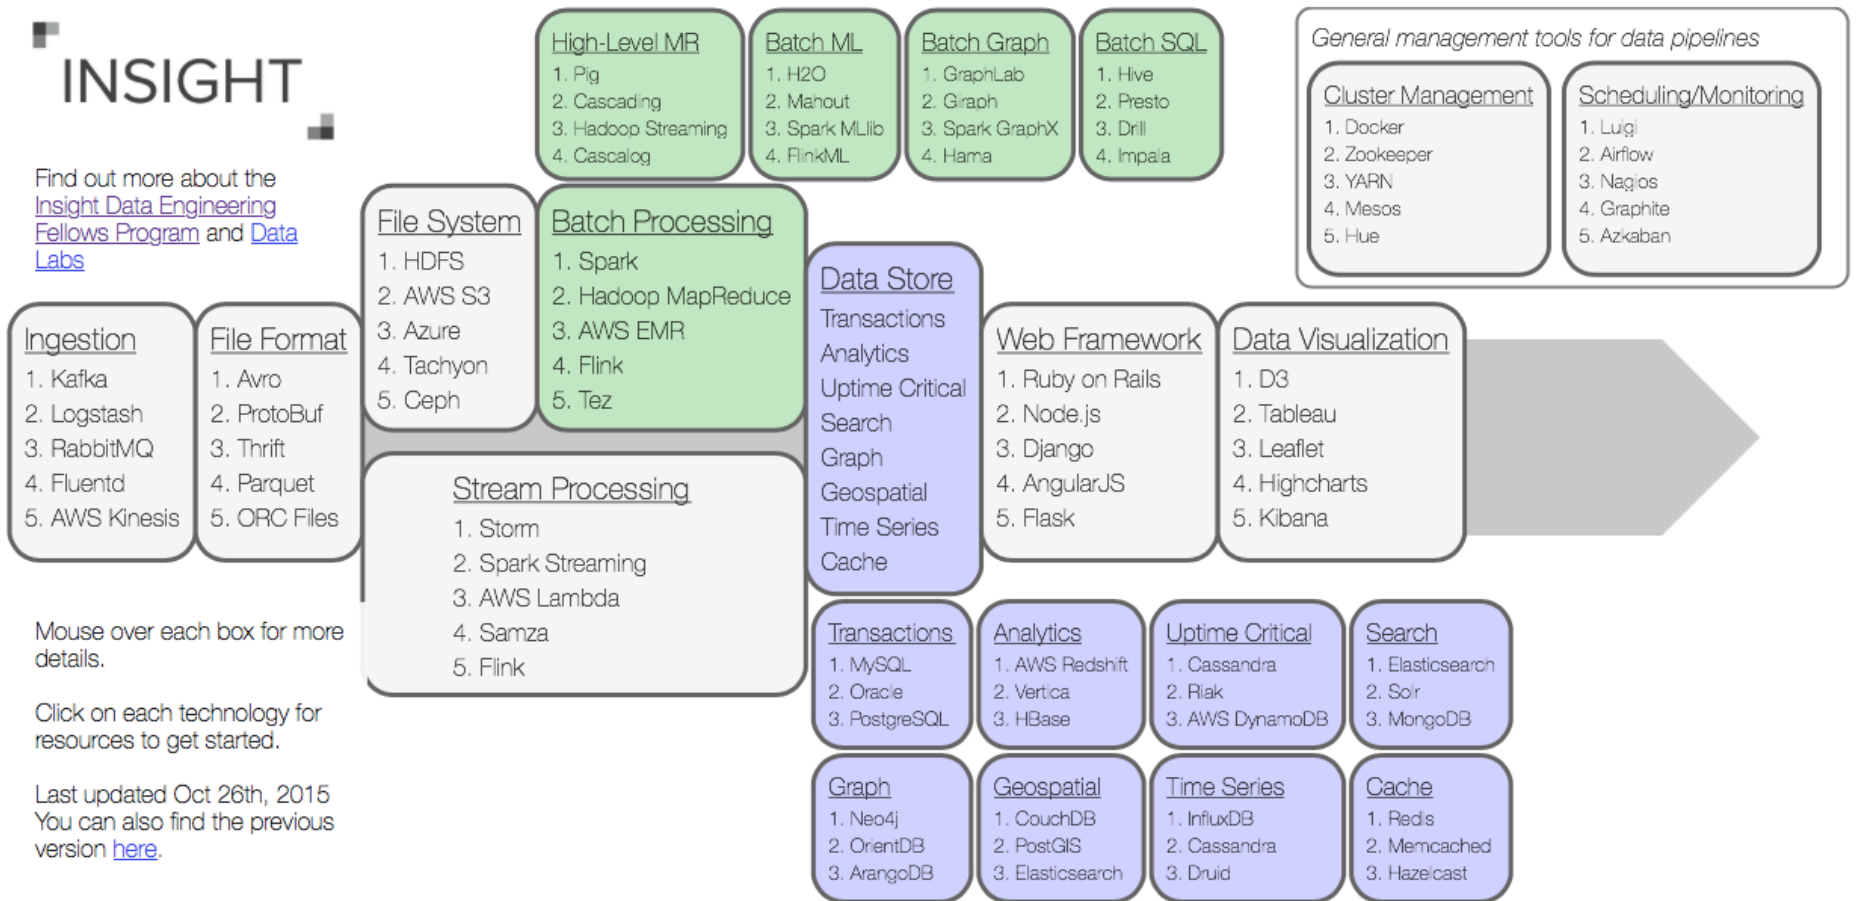 INSIGHT
Find out more about the
Insight Data Engineering
Fellows Program and Data
Labs
High-Level MR
1. Pig
2. Cascading
3. Hadoop Streaming
4. Cascalog
Batch ML
1. H2O
2. Mahout
3. Spark MLlib
4. FlinkML
Batch Graph
1. GraphLab
2. Giraph
3. Spark GraphX
4. Hama
Batch SQL
1. Hive
2. Presto
3. Drill
4. Impala
General management tools for data pipelines
Cluster Management
1. Docker
2. Zookeeper
3. YARN
4. Mesos
5. Hue
Scheduling/Monitoring
1. Luigi
2. Airflow
3. Nagios
4. Graphite
5. Azkaban
Ingestion
1. Kafka
2. Logstash
3. RabbitMQ
4. Fluentd
5. AWS Kinesis
File Format
1. Avro
2. ProtoBuf
3. Thrift
4. Parquet
5. ORC Files
File System
1. HDFS
2. AWS S3
3. Azure
4. Tachyon
5. Ceph
Batch Processing
1. Spark
2. Hadoop MapReduce
3. AWS EMR
4. Flink
5. Tez
Stream Processing
1. Storm
2. Spark Streaming
3. AWS Lambda
4. Samza
5. Flink
Data Store
Transactions
Analytics
Uptime Critical
Search
Graph
Geospatial
Time Series
Cache
Web Framework
1. Ruby on Rails
2. Node.js
3. Django
4. AngularJS
5. Flask
Data Visualization
1. D3
2. Tableau
3. Leaflet
4. Highcharts
5. Kibana
Mouse over each box for more
details.
Click on each technology for
resources to get started.
Last updated Oct 26th, 2015
You can also find the previous
version here.
Transactions
1. MySQL
2. Oracle
3. PostgreSQL
Analytics
1. AWS Redshift
2. Vertica
3. HBase
Uptime Critical
1. Cassandra
2. Riak
3. AWS DynamoDB
Search
1. Elasticsearch
2. Solr
3. MongoDB
Graph
1. Neo4j
2. OrientDB
3. ArangoDB
Geospatial
1. CouchDB
2. PostGIS
3. Elasticsearch
Time Series
1. InfluxDB
2. Cassandra
3. Druid
Cache
1. Redis
2. Memcached
3. Hazelcast